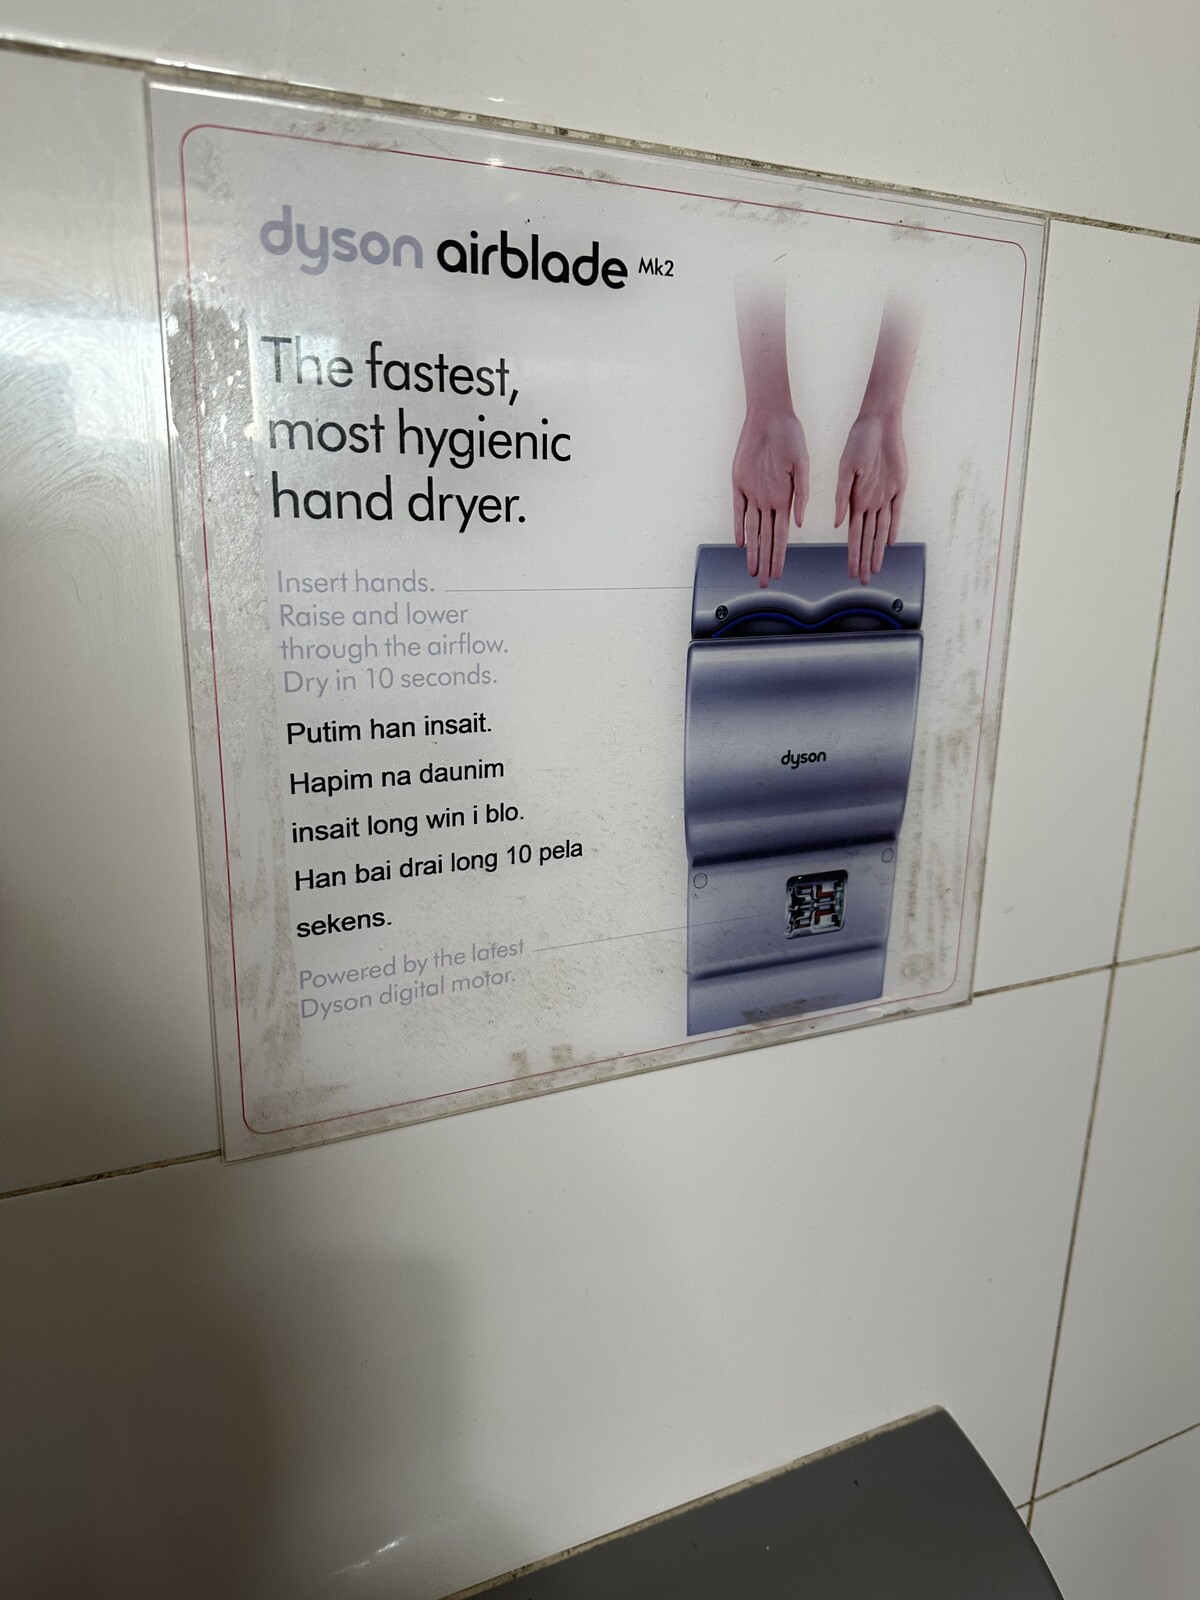 dyson airblade Mk2
The fastest,
most hygienic
hand dryer.
Insert hands.
Raise and lower
through the airflow.
Dry in 10 seconds.
Putim han insait.
Hapim na daunim
insait long win i blo.
Han bai drai long 10 pela
sekens.
Powered by the latest
Dyson digital motor.
dyson